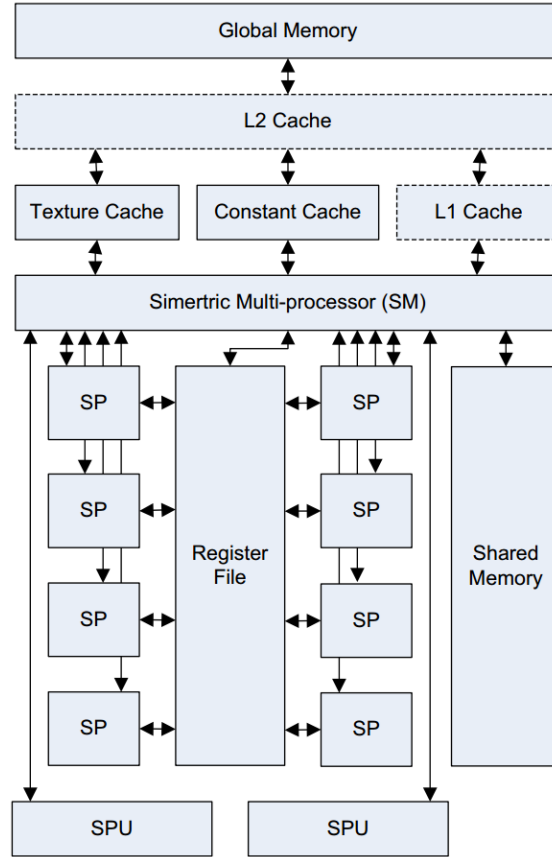 Global Memory
L2 Cache
Texture Cache
Constant Cache
L1 Cache
Simertric Multi-processor (SM)
SP
SP
SP
SP
Register
File
SP
SP
SP
SP
Shared
Memory
SPU
SPU